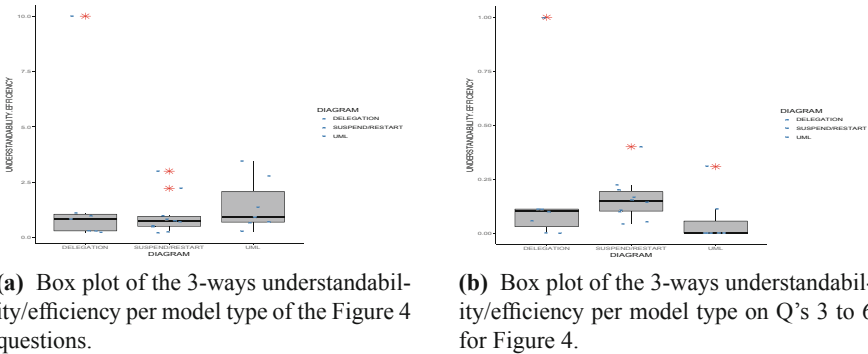 10.0
7.5
5.0
2.5
0.0
UNDERSTANDABILITY.EFFICIENCY
DELEGATION
SUSPEND/RESTART
UML
DIAGRAM
DIAGRAM
DELEGATION
SUSPEND/RESTART
UML
1.00
0.75
0.50
0.25
0.00
UNDERSTANDABILITY.EFFICIENCY
DELEGATION
SUSPEND/RESTART
UML
DIAGRAM
DIAGRAM
DELEGATION
SUSPEND/RESTART
UML
(a) Box plot of the 3-ways understandabil-
ity/efficiency per model type of the Figure 4
questions.
(b) Box plot of the 3-ways understandabil-
ity/efficiency per model type on Q’s 3 to 6
for Figure 4.